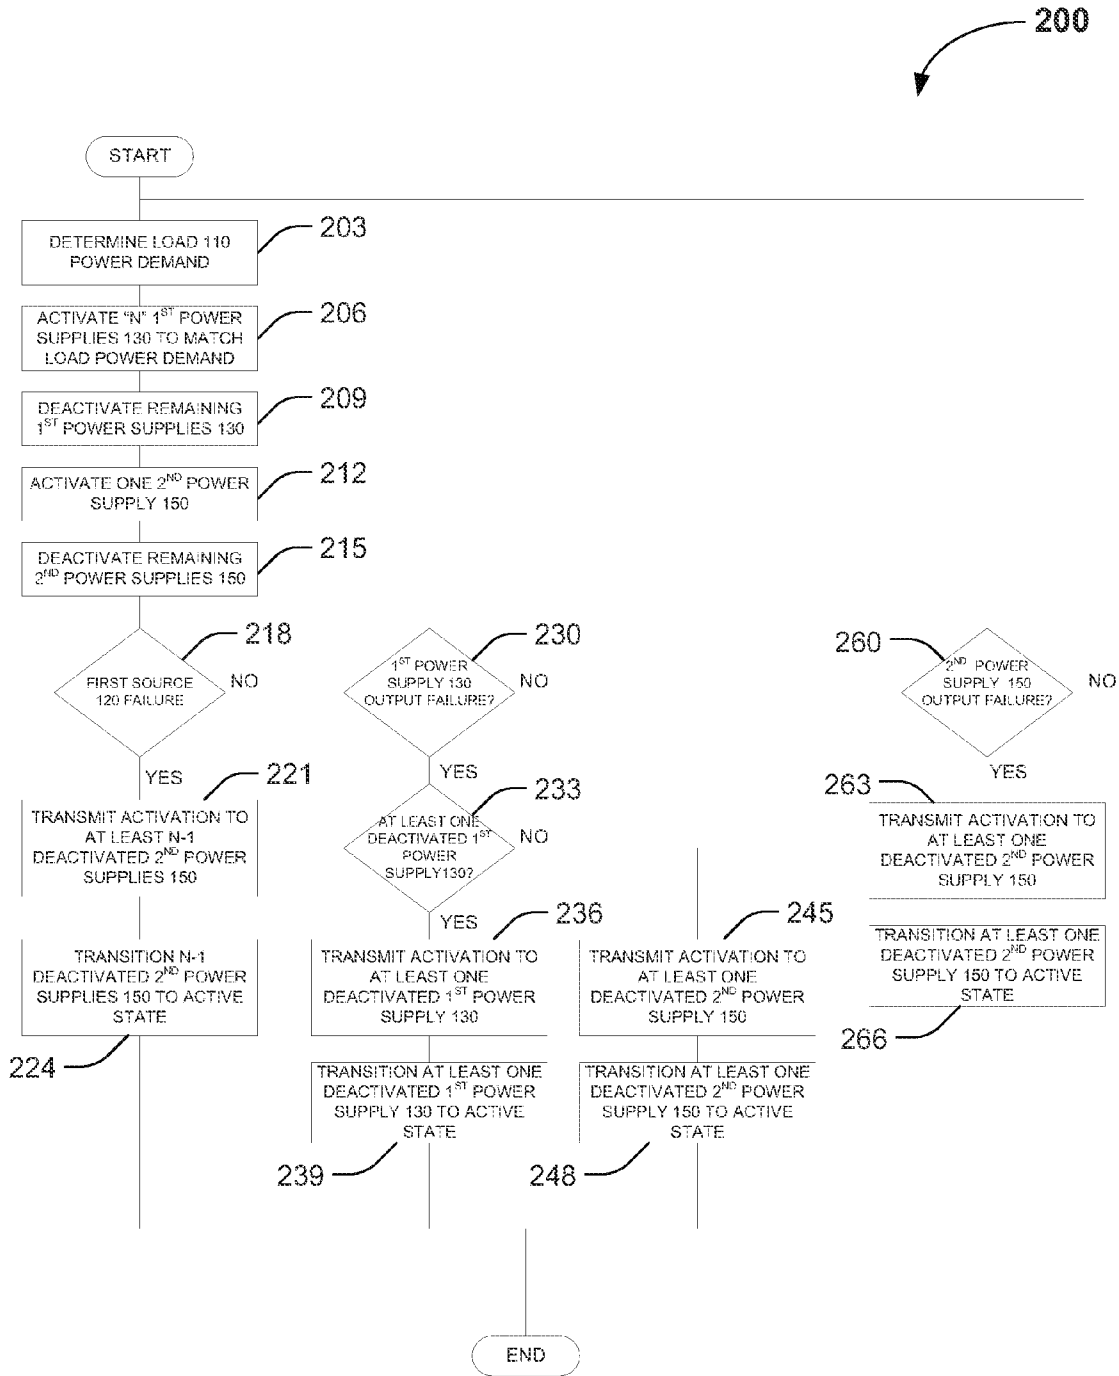 200
START
DETERMINE LOAD 110
POWER DEMAND
203
ACTIVATE "N" 1ST POWER
SUPPLIES 130 TO MATCH
LOAD POWER DEMAND
206
DEACTIVATE REMAINING
1ST POWER SUPPLIES 130
209
ACTIVATE ONE 2ND POWER
SUPPLY 150
212
DEACTIVATE REMAINING
2ND POWER SUPPLIES 150
215
FIRST SOURCE
120 FAILURE
218
NO
YES
TRANSMIT ACTIVATION TO
AT LEAST N-1
DEACTIVATED 2ND POWER
SUPPLIES 150
221
TRANSITION N-1
DEACTIVATED 2ND POWER
SUPPLIES 150 TO ACTIVE
STATE
224
1ST POWER
SUPPLY 130
OUTPUT FAILURE?
230
NO
YES
AT LEAST ONE
DEACTIVATED 1ST
POWER
SUPPLY130?
233
NO
YES
TRANSMIT ACTIVATION TO
AT LEAST ONE
DEACTIVATED 1ST POWER
SUPPLY 130
236
TRANSITION AT LEAST ONE
DEACTIVATED 1ST POWER
SUPPLY 130 TO ACTIVE
STATE
239
TRANSMIT ACTIVATION TO
AT LEAST ONE
DEACTIVATED 2ND POWER
SUPPLY 150
245
TRANSITION AT LEAST ONE
DEACTIVATED 2ND POWER
SUPPLY 150 TO ACTIVE
STATE
248
260
2ND POWER
SUPPLY 150
OUTPUT FAILURE?
NO
YES
263
TRANSMIT ACTIVATION TO
AT LEAST ONE
DEACTIVATED 2ND POWER
SUPPLY 150
TRANSITION AT LEAST ONE
DEACTIVATED 2ND POWER
SUPPLY 150 TO ACTIVE
STATE
266
END